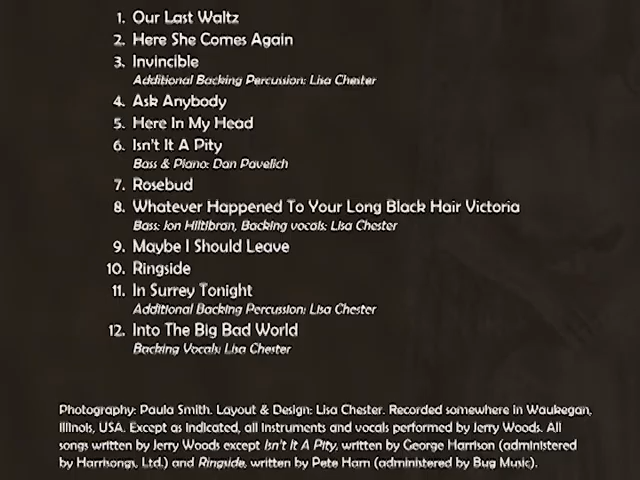 1. Our Last Waltz
2. Here She Comes Again
3. Invincible
Additional Backing Percussion: Lisa Chester
4. Ask Anybody
5. Here In My Head
6. Isn't It A Pity
Bass & Piano: Dan Pavelich
7. Rosebud
8. Whatever Happened To Your Long Black Hair Victoria
Bass: Jon Hiltibran, Backing vocals: Lisa Chester
9. Maybe I Should Leave
10. Ringside
11. In Surrey Tonight
Additional Backing Percussion: Lisa Chester
12. Into The Big Bad World
Backing Vocals: Lisa Chester
Photography: Paula Smith. Layout & Design: Lisa Chester. Recorded somewhere in Waukegan,
Illinois, USA. Except as indicated, all instruments and vocals performed by Jerry Woods. All
songs written by Jerry Woods except Isn't It A Pity, written by George Harrison (administered
by Harrisongs, Ltd.) and Ringside, written by Pete Ham (administered by Bug Music).